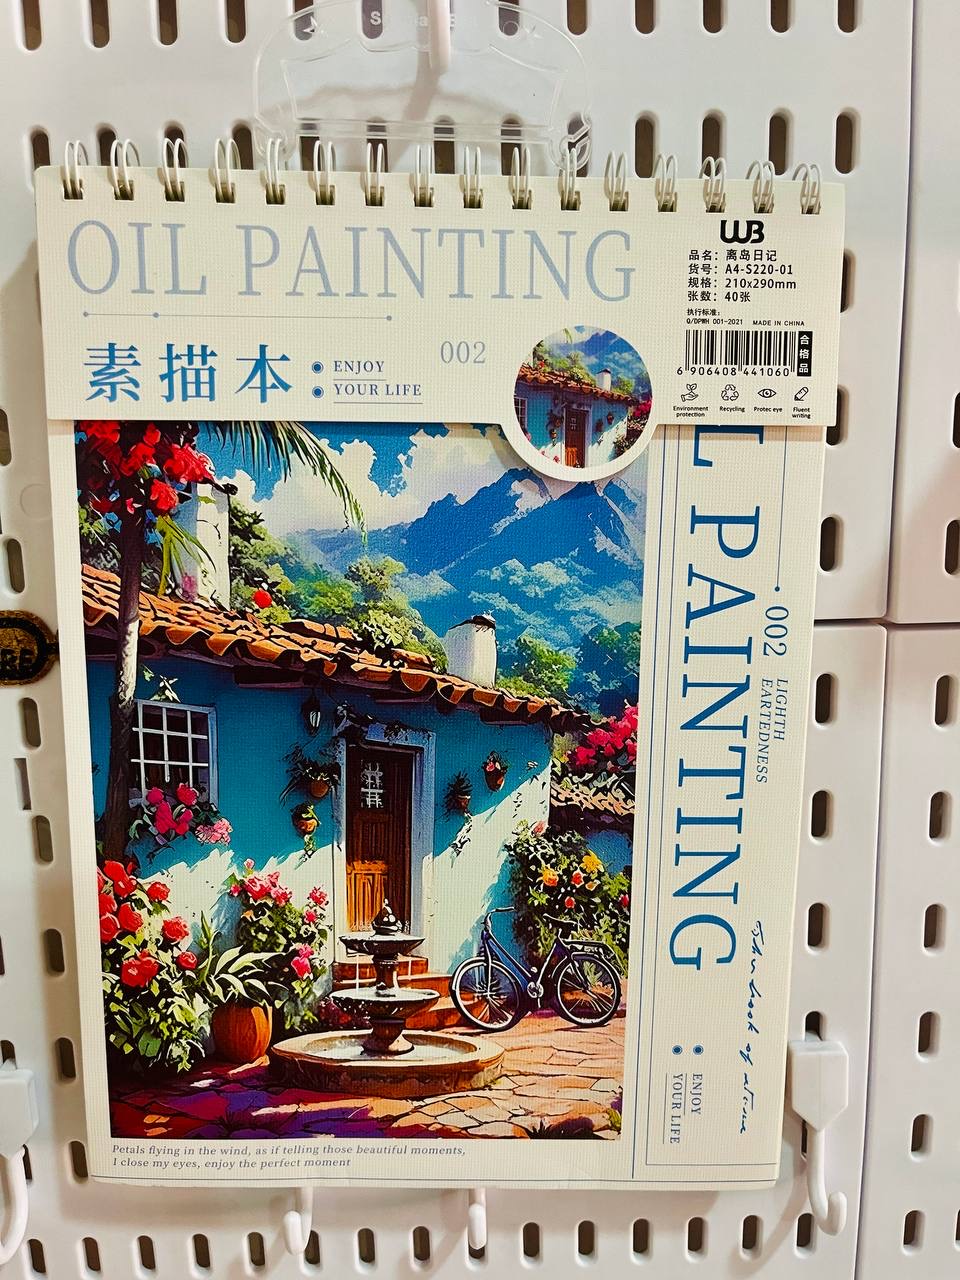 OIL PAINTING
素描本
ENJOY
YOUR LIFE
002
WB
品名：离岛日记
货号：A4-S220-01
规格：210x290mm
张数：40张
执行标准：
Q/DPWH 001-2021 MADE IN CHINA
6 906408 441060
合格品
Environment protection
Recycling
Protec eye
Fluent writing
L PAINTING
002
LIGHTH
EARTEDNESS
ENJOY
YOUR LIFE
Petals flying in the wind, as if telling those beautiful moments,
I close my eyes, enjoy the perfect moment